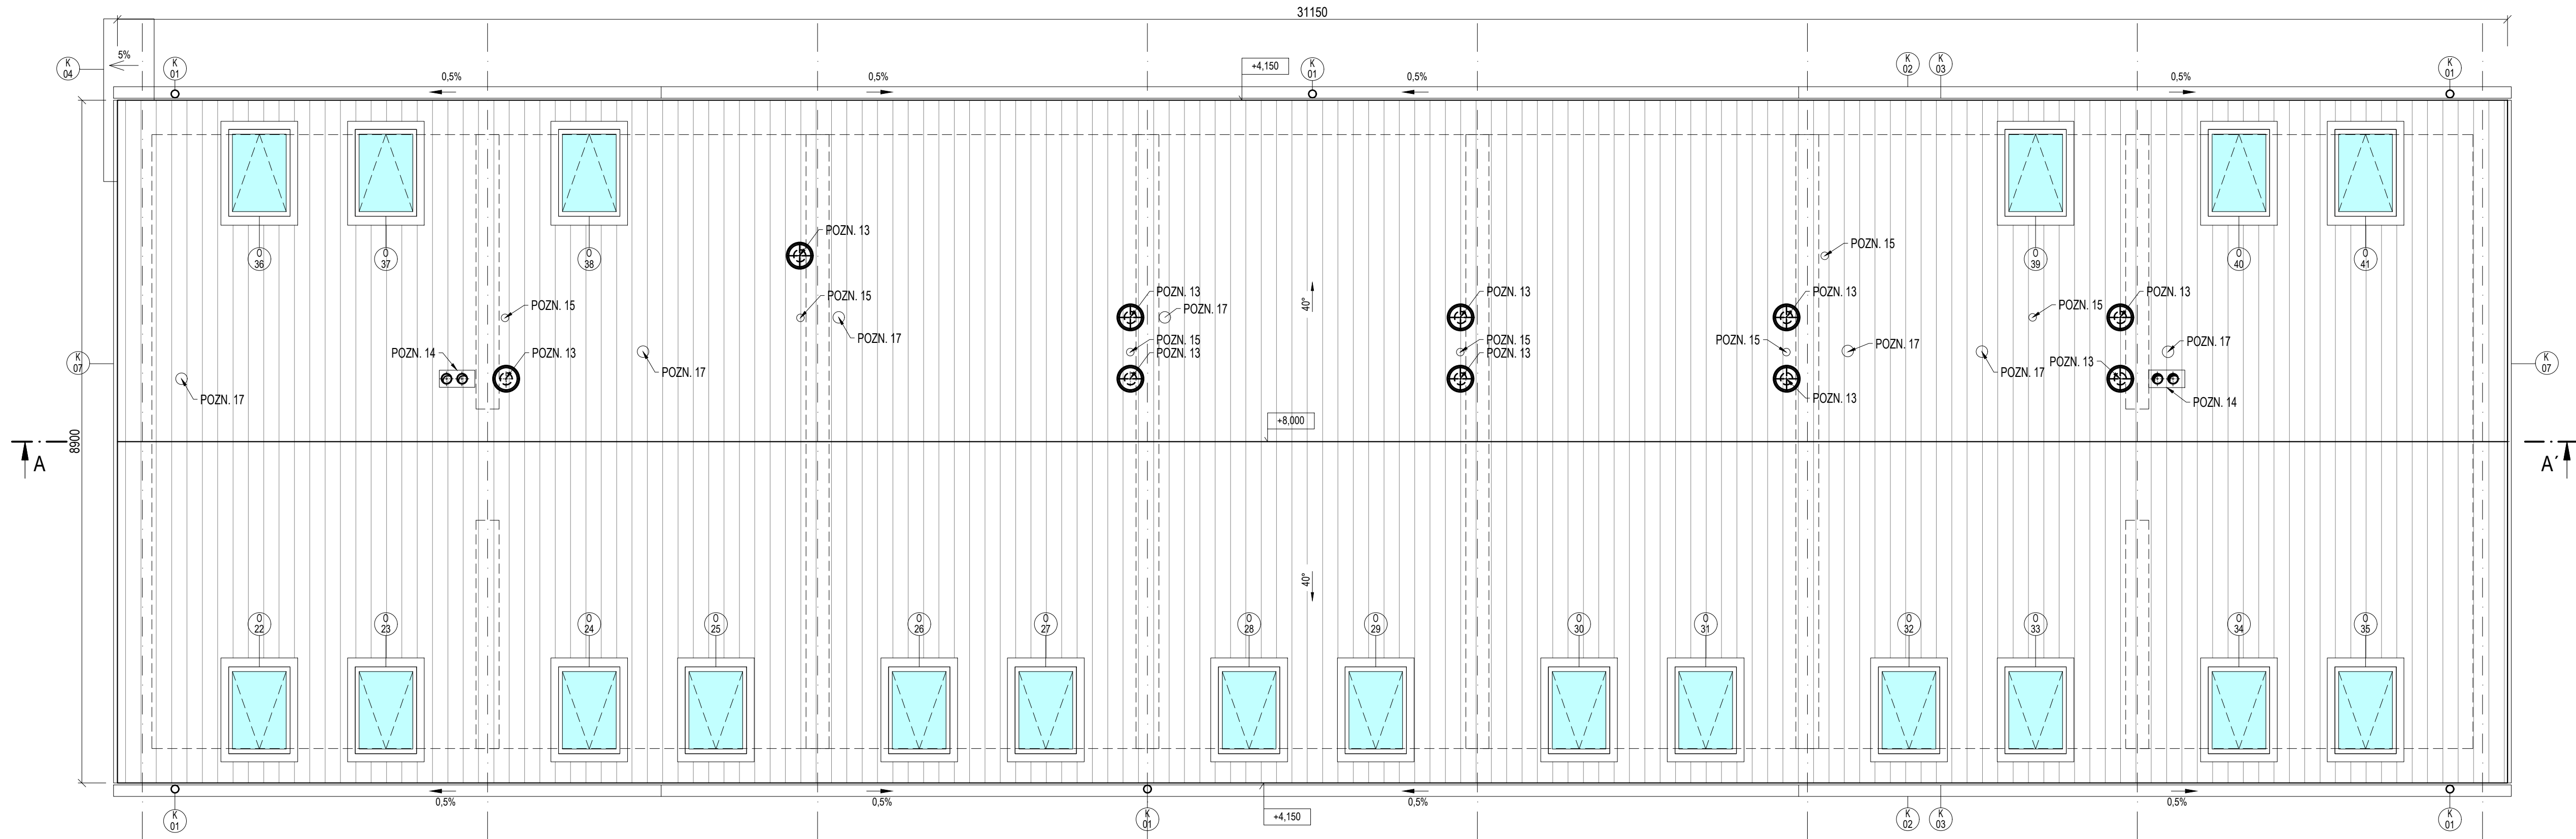 31150
5%
K
04
K
01
0,5%
0,5%
+4,150
K
01
0,5%
K
02
K
03
0,5%
K
01
O
36
O
37
O
38
O
39
O
40
O
41
POZN. 13
POZN. 15
POZN. 15
POZN. 15
POZN. 17
POZN. 13
POZN. 17
POZN. 13
POZN. 13
POZN. 15
POZN. 13
40°
POZN. 14
POZN. 13
POZN. 17
POZN. 15
POZN. 13
POZN. 15
POZN. 13
POZN. 15
POZN. 17
POZN. 17
POZN. 13
POZN. 17
POZN. 17
POZN. 13
POZN. 14
K
07
K
07
8900
+8,000
A
A´
40°
O
22
O
23
O
24
O
25
O
26
O
27
O
28
O
29
O
30
O
31
O
32
O
33
O
34
O
35
K
01
0,5%
0,5%
K
01
+4,150
0,5%
K
02
K
03
0,5%
K
01